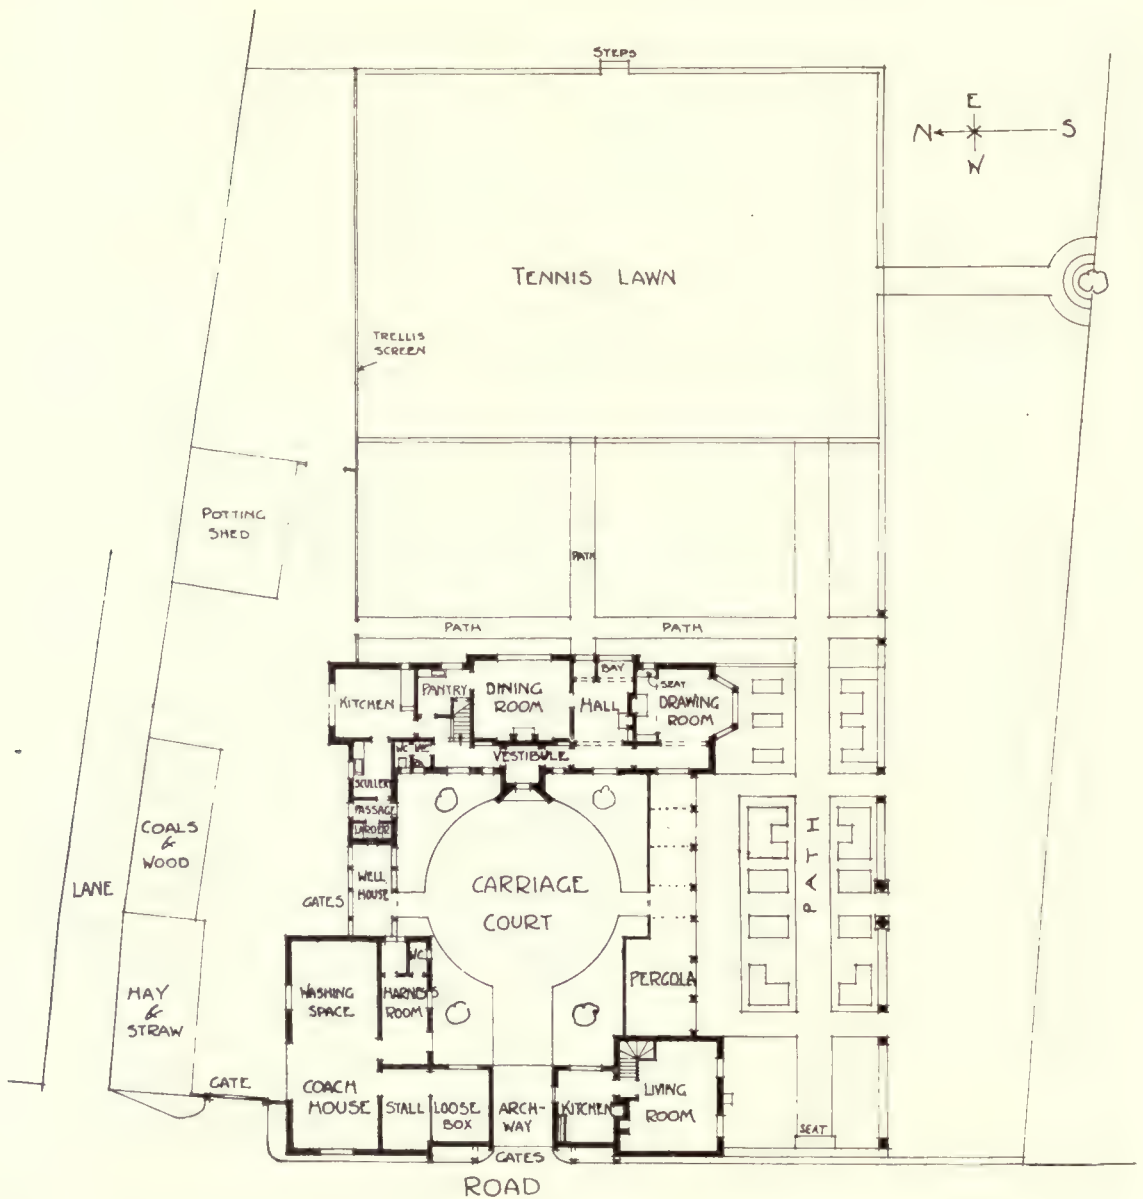 STEPS
E
N S
W
TENNIS LAWN
TRELLIS
SCREEN
POTTING
SHED
PATH
PATH
PATH
BAY
KITCHEN
PANTRY
DINING
ROOM
HALL
SEAT
DRAWING
ROOM
WC
WC
VESTIBULE
SCULLERY
PASSAGE
LARDER
COALS
&
WOOD
LANE
WELL
HOUSE
GATES
CARRIAGE
COURT
PATH
HAY
&
STRAW
WASHING
SPACE
WC
HARNESS
ROOM
PERGOLA
GATE
COACH
HOUSE
STALL
LOOSE
BOX
ARCH-
WAY
KITCHEN
LIVING
ROOM
SEAT
GATES
ROAD